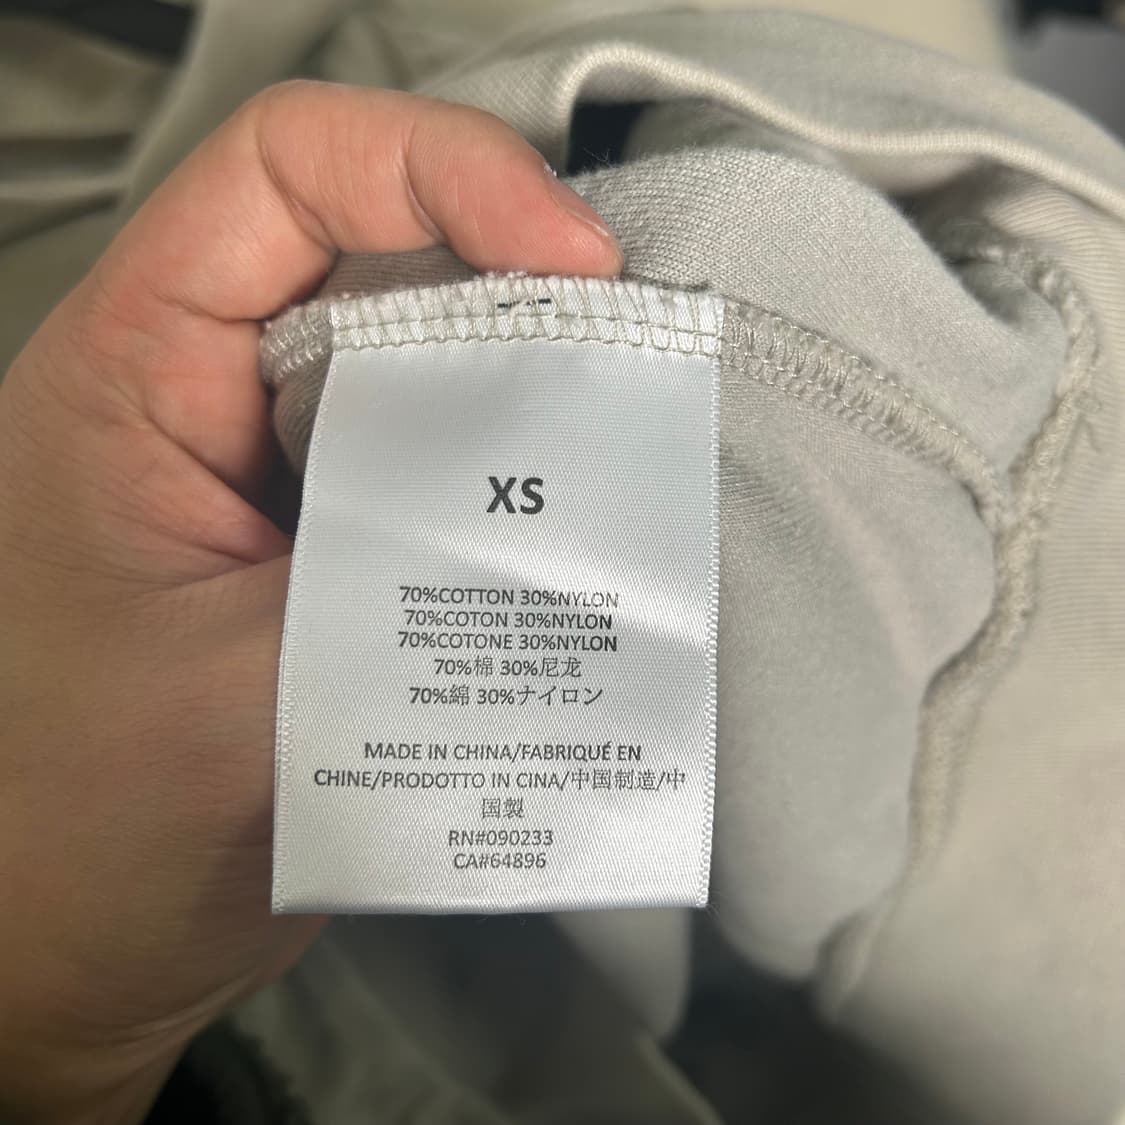 XS
70%COTTON 30%NYLON
70%COTON 30%NYLON
70%COTONE 30%NYLON
70%棉 30%尼龙
70%綿 30%ナイロン
MADE IN CHINA/FABRIQUÉ EN
CHINE/PRODOTTO IN CINA/中国制造/中
国製
RN#090233
CA#64896